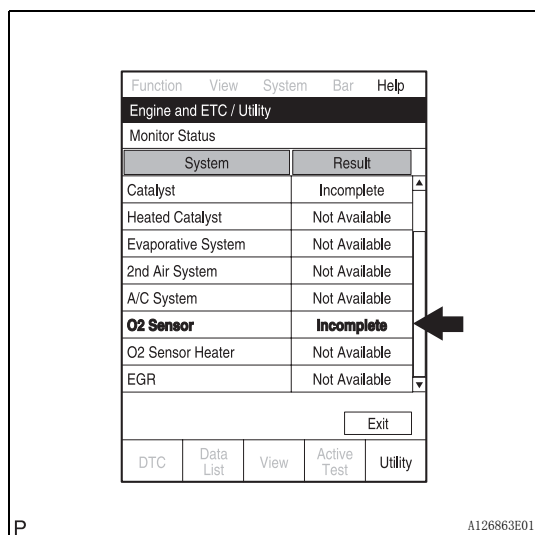 Function View System Bar Help
Engine and ETC / Utility
Monitor Status
System Result
Catalyst Incomplete
Heated Catalyst Not Available
Evaporative System Not Available
2nd Air System Not Available
A/C System Not Available
O2 Sensor Incomplete
O2 Sensor Heater Not Available
EGR Not Available
Exit
DTC Data List View Active Test Utility
P A126863E01